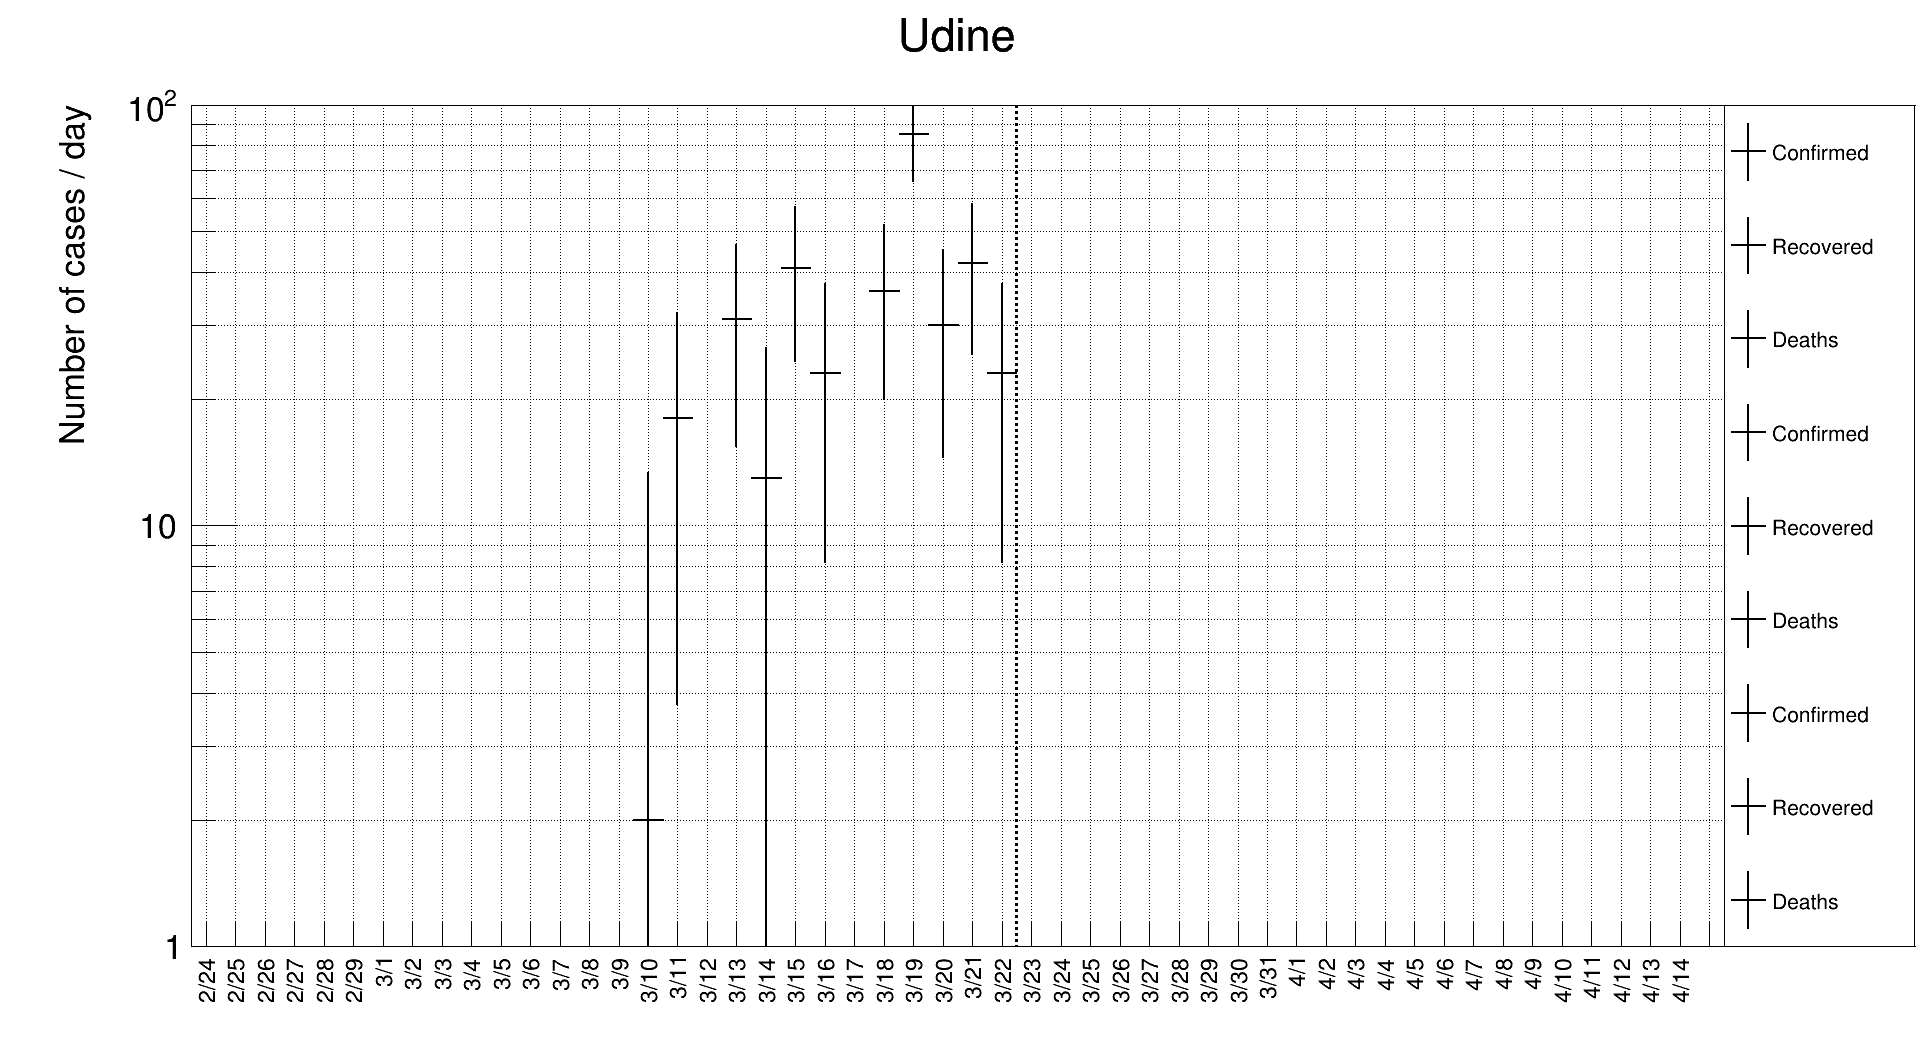 Udine
Number of cases / day
10²
10
1
2/24 2/25 2/26 2/27 2/28 2/29 3/1 3/2 3/3 3/4 3/5 3/6 3/7 3/8 3/9 3/10 3/11 3/12 3/13 3/14 3/15 3/16 3/17 3/18 3/19 3/20 3/21 3/22 3/23 3/24 3/25 3/26 3/27 3/28 3/29 3/30 3/31 4/1 4/2 4/3 4/4 4/5 4/6 4/7 4/8 4/9 4/10 4/11 4/12 4/13 4/14
Confirmed
Recovered
Deaths
Confirmed
Recovered
Deaths
Confirmed
Recovered
Deaths